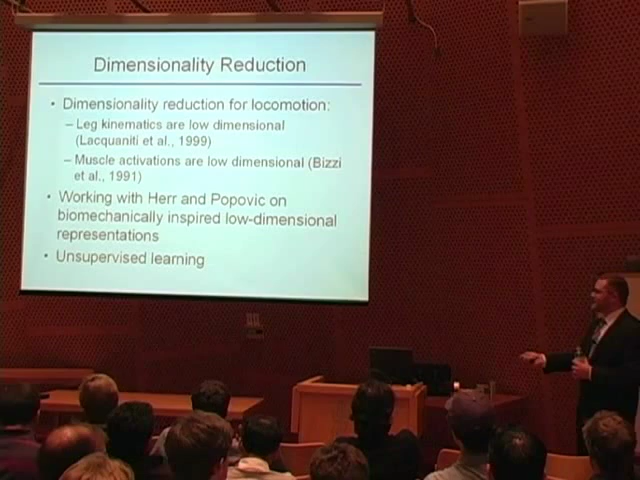 Dimensionality Reduction
• Dimensionality reduction for locomotion:
– Leg kinematics are low dimensional
(Lacquaniti et al., 1999)
– Muscle activations are low dimensional (Bizzi
et al., 1991)
• Working with Herr and Popovic on
biomechanically inspired low-dimensional
representations
• Unsupervised learning